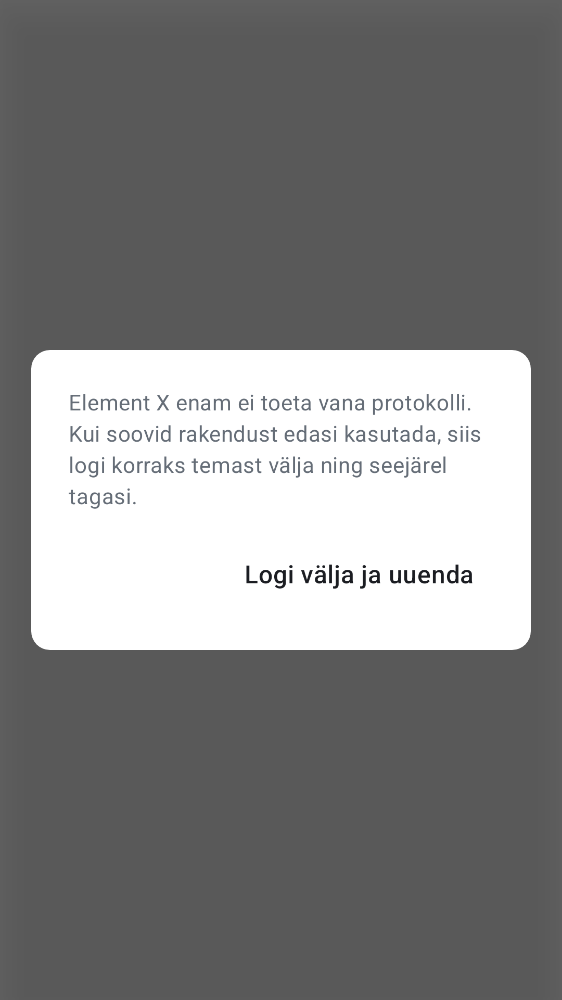 Element X enam ei toeta vana protokolli.
Kui soovid rakendust edasi kasutada, siis
logi korraks temast välja ning seejärel
tagasi.
Logi välja ja uuenda